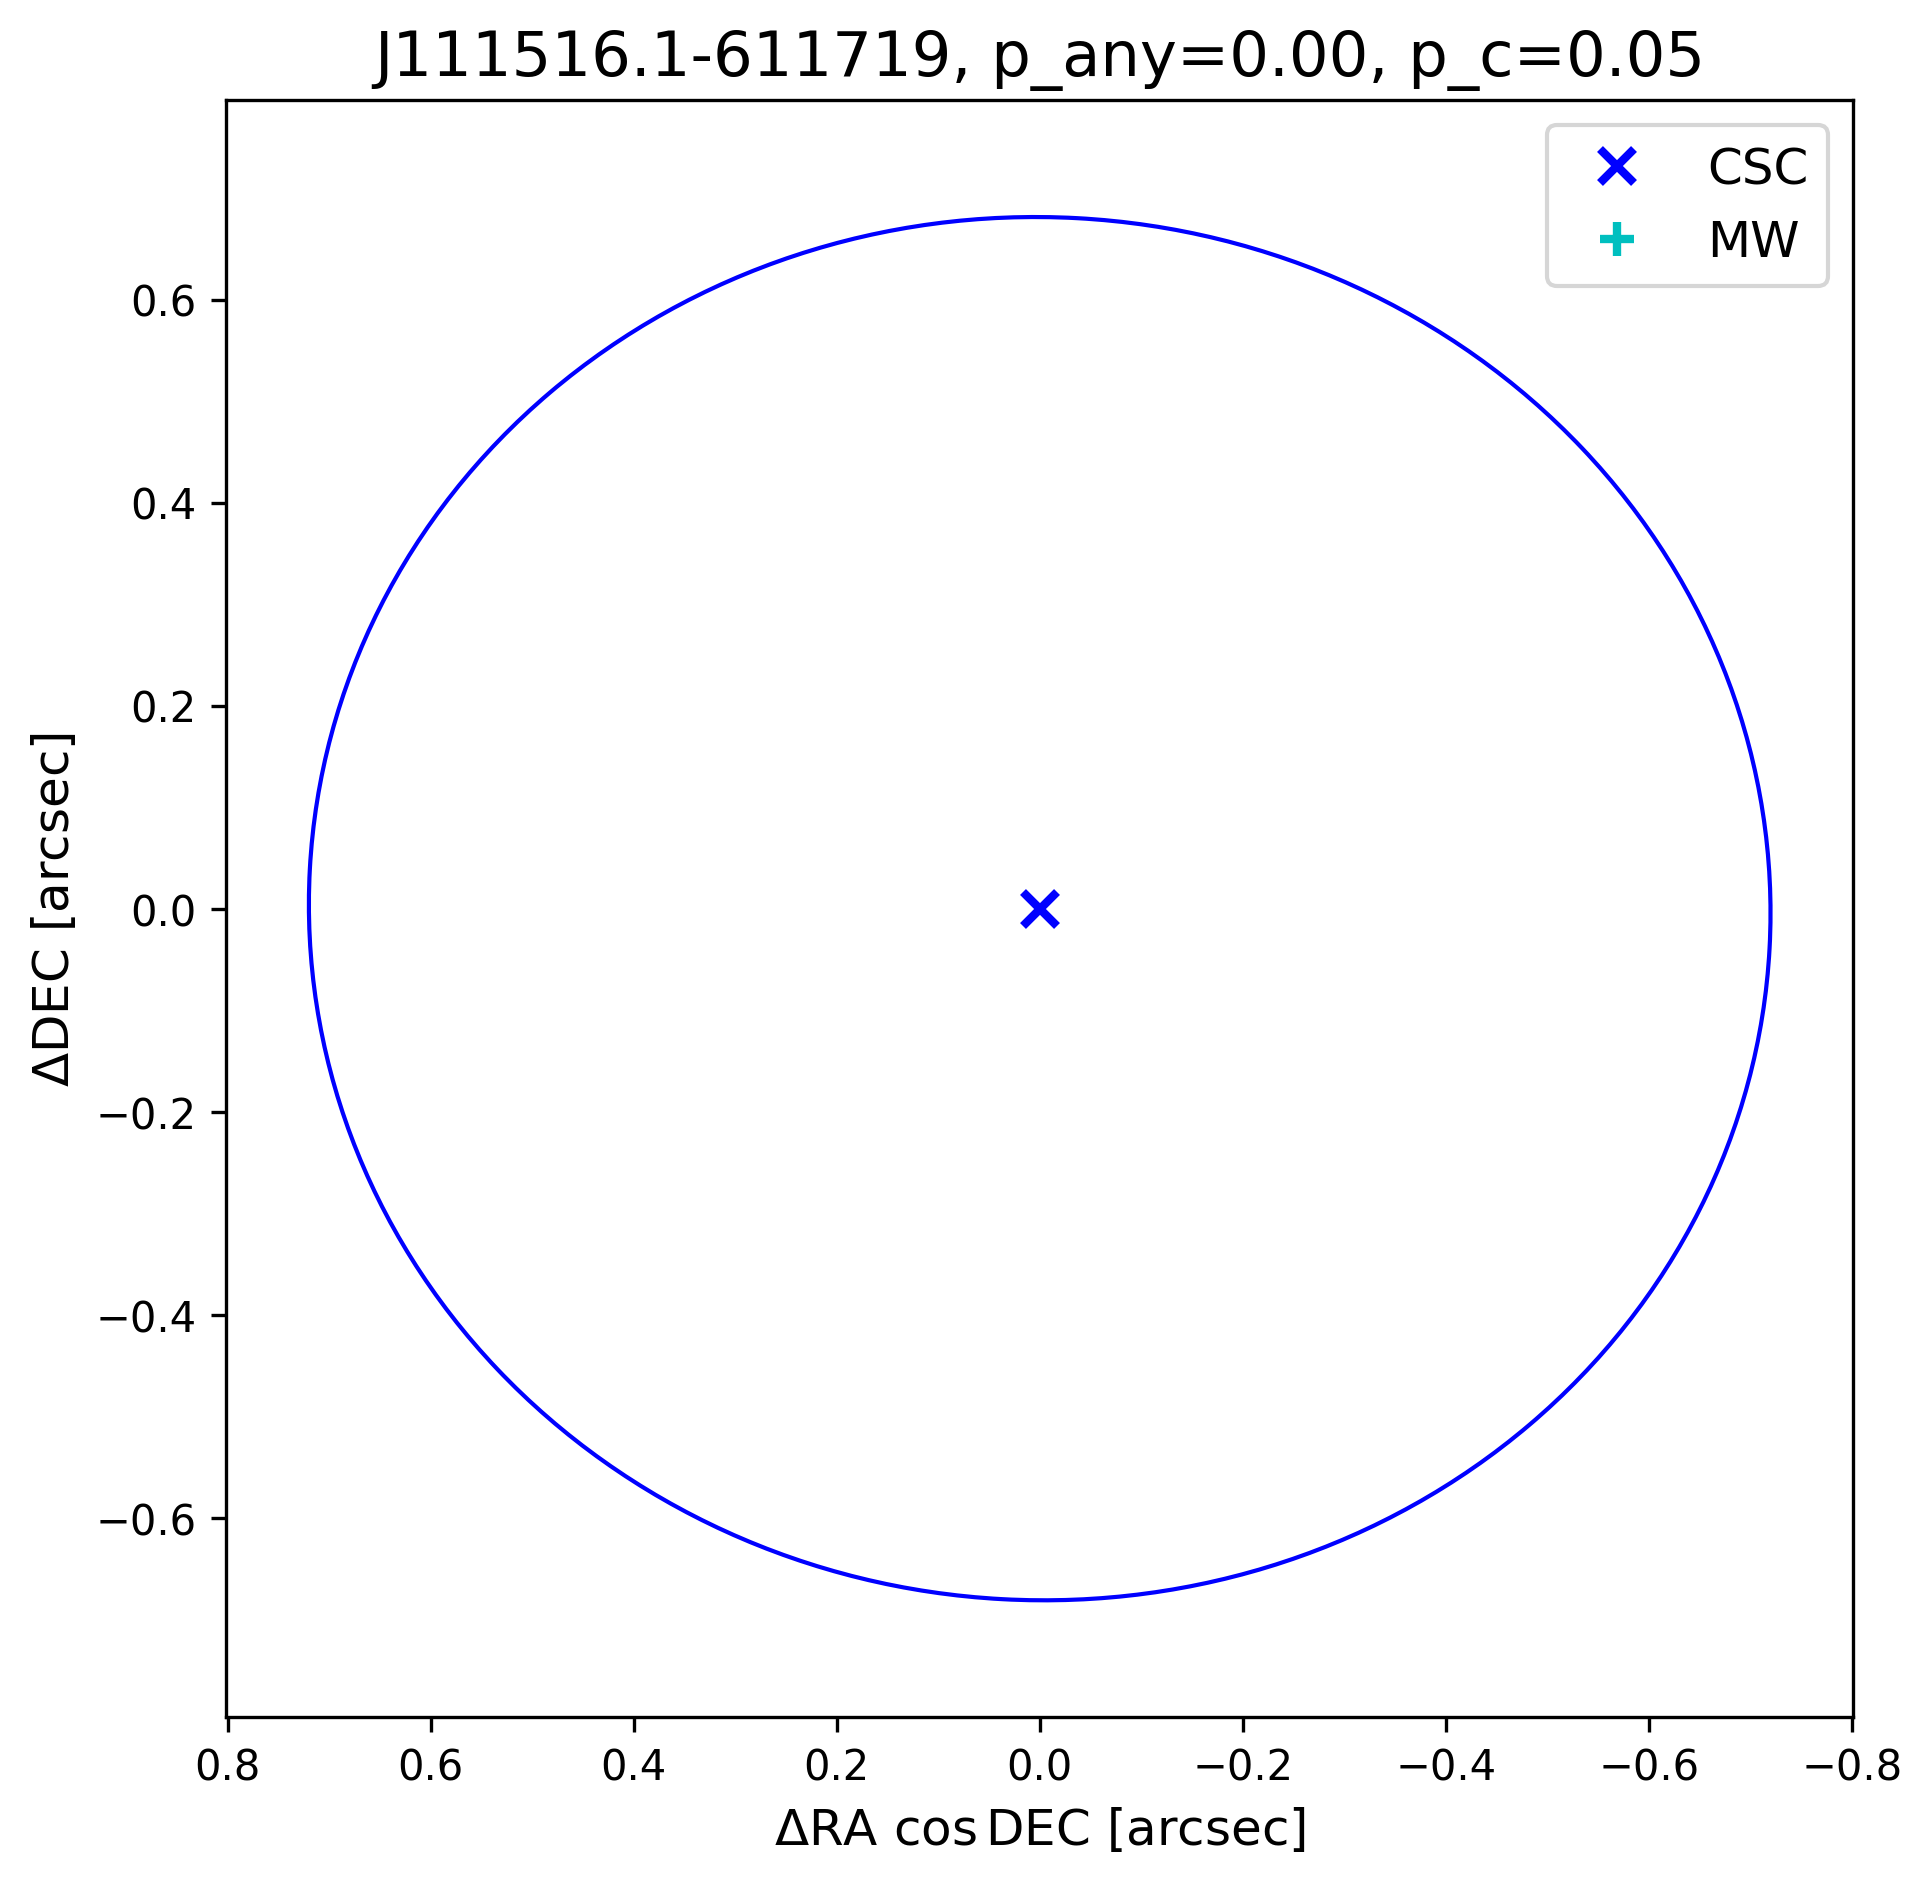 J111516.1-611719, p_any=0.00, p_c=0.05
CSC
MW
0.6
0.4
0.2
0.0
−0.2
−0.4
−0.6
ΔDEC [arcsec]
0.8 0.6 0.4 0.2 0.0 −0.2 −0.4 −0.6 −0.8
ΔRA cos DEC [arcsec]